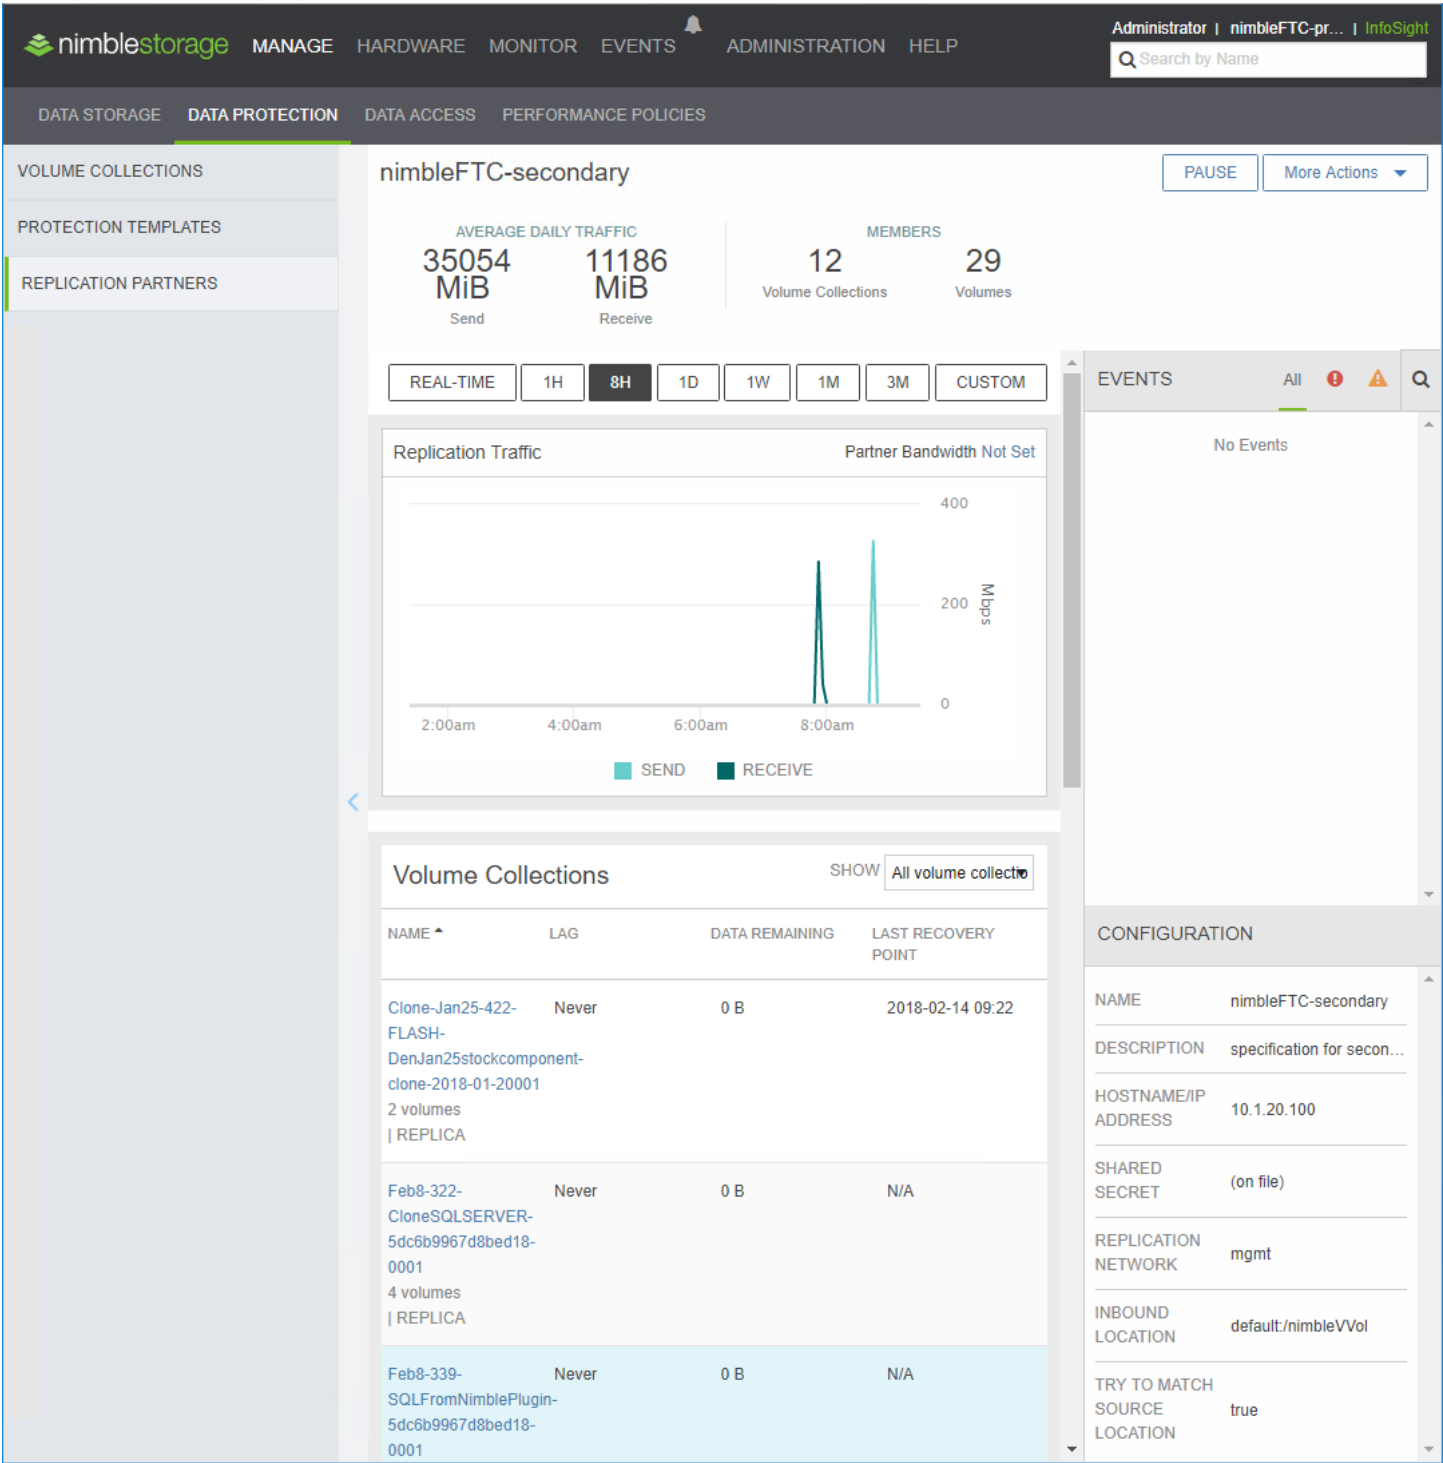 nimblestorage MANAGE HARDWARE MONITOR EVENTS ADMINISTRATION HELP
Administrator | nimbleFTC-pr... | InfoSight
Search by Name
DATA STORAGE DATA PROTECTION DATA ACCESS PERFORMANCE POLICIES
VOLUME COLLECTIONS
PROTECTION TEMPLATES
REPLICATION PARTNERS
nimbleFTC-secondary
PAUSE More Actions
AVERAGE DAILY TRAFFIC
35054 11186
MiB MiB
Send Receive
MEMBERS
12 29
Volume Collections Volumes
REAL-TIME 1H 8H 1D 1W 1M 3M CUSTOM
Replication Traffic Partner Bandwidth Not Set
400
200
0
Mbps
2:00am 4:00am 6:00am 8:00am
SEND RECEIVE
Volume Collections SHOW All volume collectio
NAME LAG DATA REMAINING LAST RECOVERY
POINT
Clone-Jan25-422- Never 0 B 2018-02-14 09:22
FLASH-
DenJan25stockcomponent-
clone-2018-01-20001
2 volumes
| REPLICA
Feb8-322- Never 0 B N/A
CloneSQLSERVER-
5dc6b9967d8bed18-
0001
4 volumes
| REPLICA
Feb8-339- Never 0 B N/A
SQLFromNimblePlugin-
5dc6b9967d8bed18-
0001
EVENTS All
No Events
CONFIGURATION
NAME nimbleFTC-secondary
DESCRIPTION specification for secon...
HOSTNAME/IP
ADDRESS 10.1.20.100
SHARED
SECRET (on file)
REPLICATION
NETWORK mgmt
INBOUND
LOCATION default:/nimbleVVol
TRY TO MATCH
SOURCE true
LOCATION